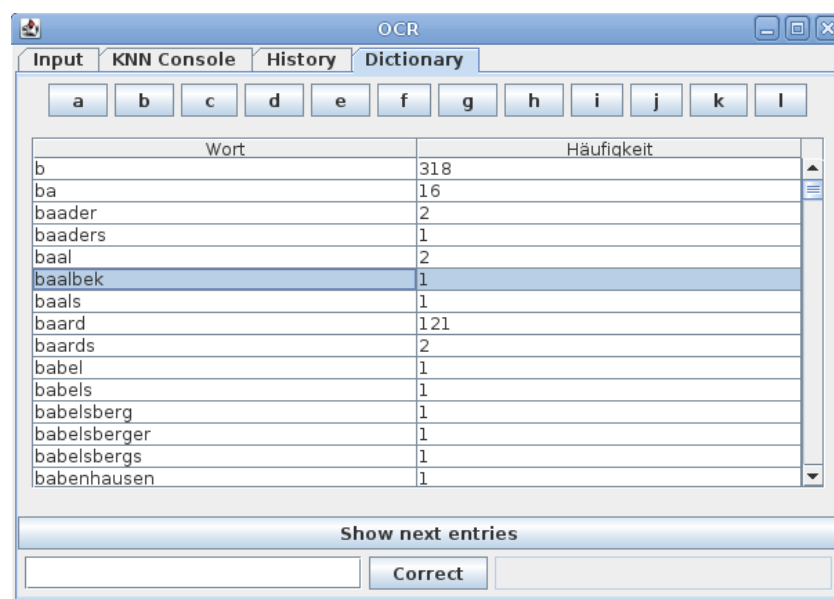 OCR
Input KNN Console History Dictionary
a b c d e f g h i j k l
Wort Häufigkeit
b 318
ba 16
baader 2
baaders 1
baal 2
baalbek 1
baals 1
baard 121
baards 2
babel 1
babels 1
babelsberg 1
babelsberger 1
babelsbergs 1
babenhausen 1
Show next entries
Correct